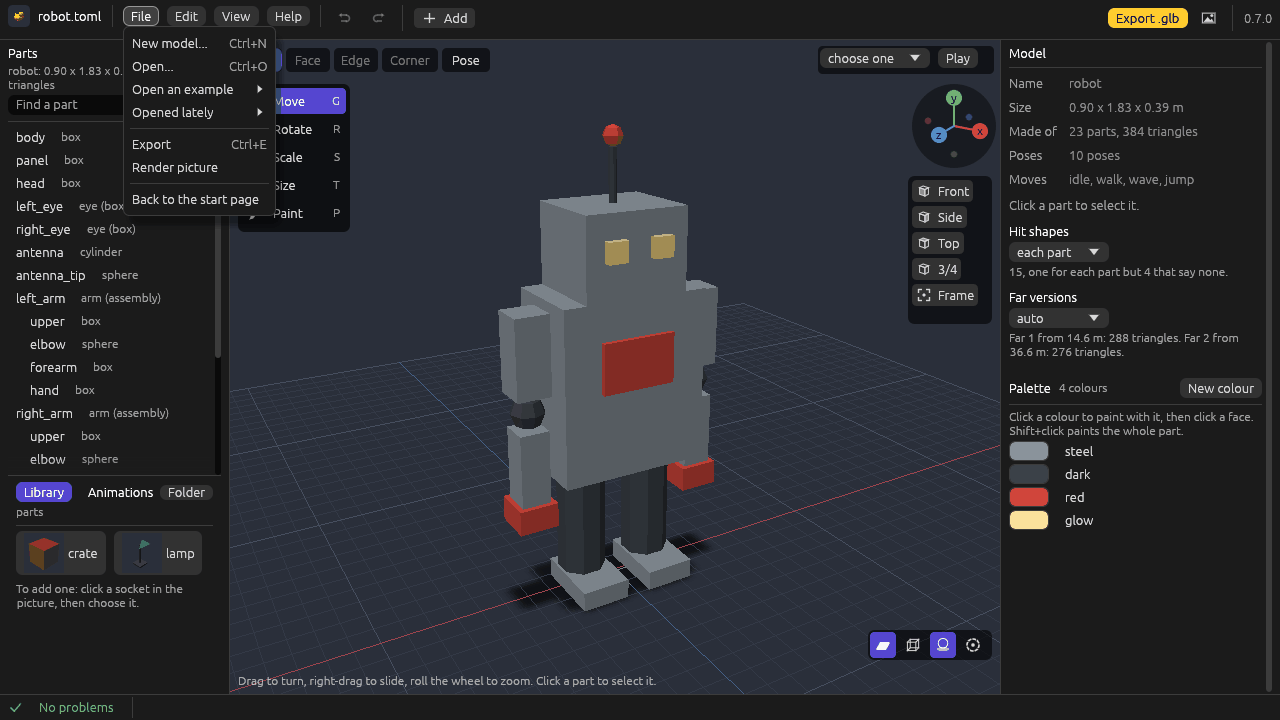 robot.toml File Edit View Help Add Export .glb 0.7.0
Parts
robot: 0.90 x 1.83 x 0.
triangles
Find a part
body box
panel box
head box
left_eye eye (box
right_eye eye (box)
antenna cylinder
antenna_tip sphere
left_arm arm (assembly)
upper box
elbow sphere
forearm box
hand box
right_arm arm (assembly)
upper box
elbow sphere
Library Animations Folder
parts
crate lamp
To add one: click a socket in the
picture, then choose it.
New model... Ctrl+N
Open... Ctrl+O
Open an example
Opened lately
Export Ctrl+E
Render picture
Back to the start page
Face Edge Corner Pose
Move G
Rotate R
Scale S
Size T
Paint P
choose one Play
y
x
z
Front
Side
Top
3/4
Frame
Drag to turn, right-drag to slide, roll the wheel to zoom. Click a part to select it.
Model
Name robot
Size 0.90 x 1.83 x 0.39 m
Made of 23 parts, 384 triangles
Poses 10 poses
Moves idle, walk, wave, jump
Click a part to select it.
Hit shapes
each part
15, one for each part but 4 that say none.
Far versions
auto
Far 1 from 14.6 m: 288 triangles. Far 2 from
36.6 m: 276 triangles.
Palette 4 colours New colour
Click a colour to paint with it, then click a face.
Shift+click paints the whole part.
steel
dark
red
glow
No problems